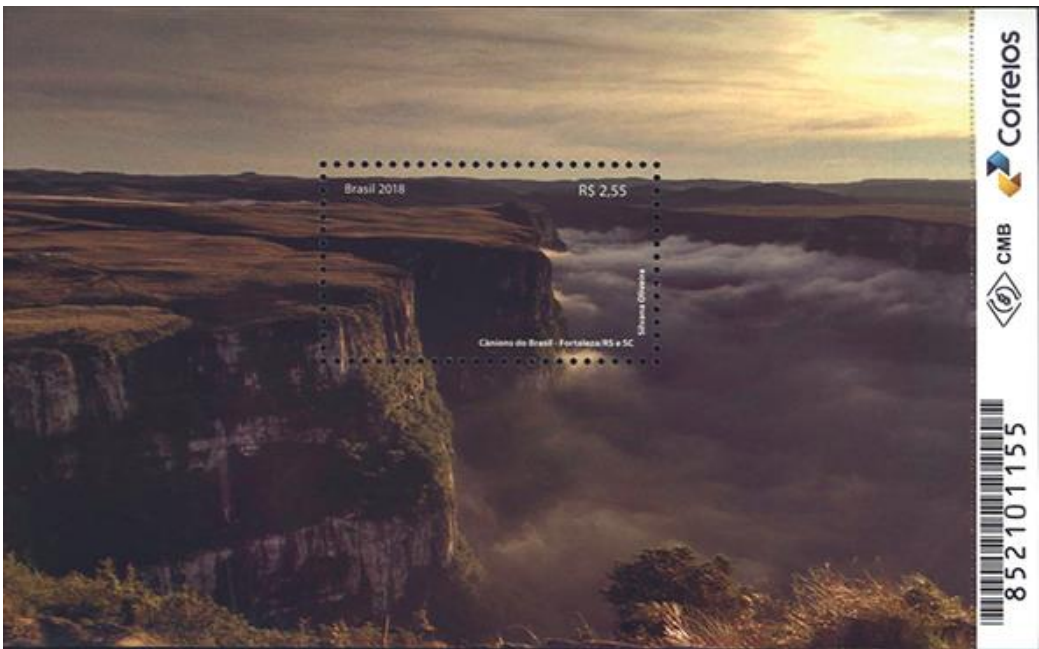 Brasil 2018
R$ 2,55
Silvana Oliveira
Cânions do Brasil - Fortaleza/RS e SC
Correios
CMB
852101155